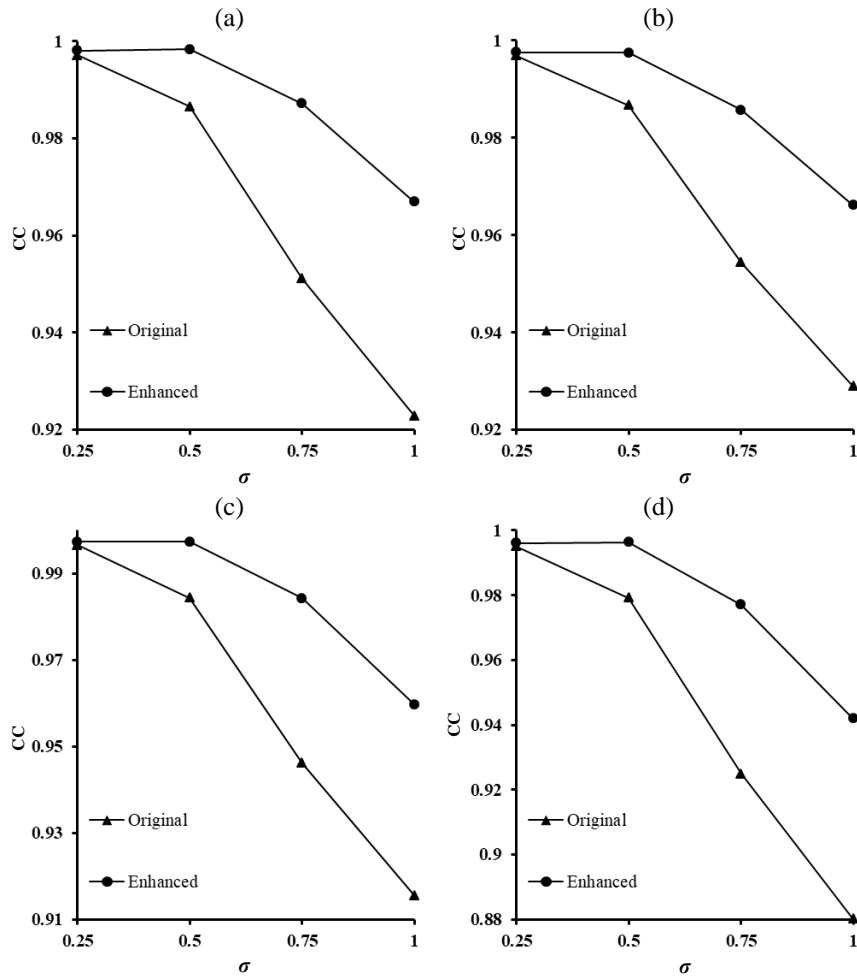 (a)
1
0.98
0.96
0.94
0.92
CC
Original
Enhanced
0.25 0.5 0.75 1
σ
(b)
1
0.98
0.96
0.94
0.92
CC
Original
Enhanced
0.25 0.5 0.75 1
σ
(c)
0.99
0.97
0.95
0.93
0.91
CC
Original
Enhanced
0.25 0.5 0.75 1
σ
(d)
1
0.98
0.96
0.94
0.92
0.9
0.88
CC
Original
Enhanced
0.25 0.5 0.75 1
σ